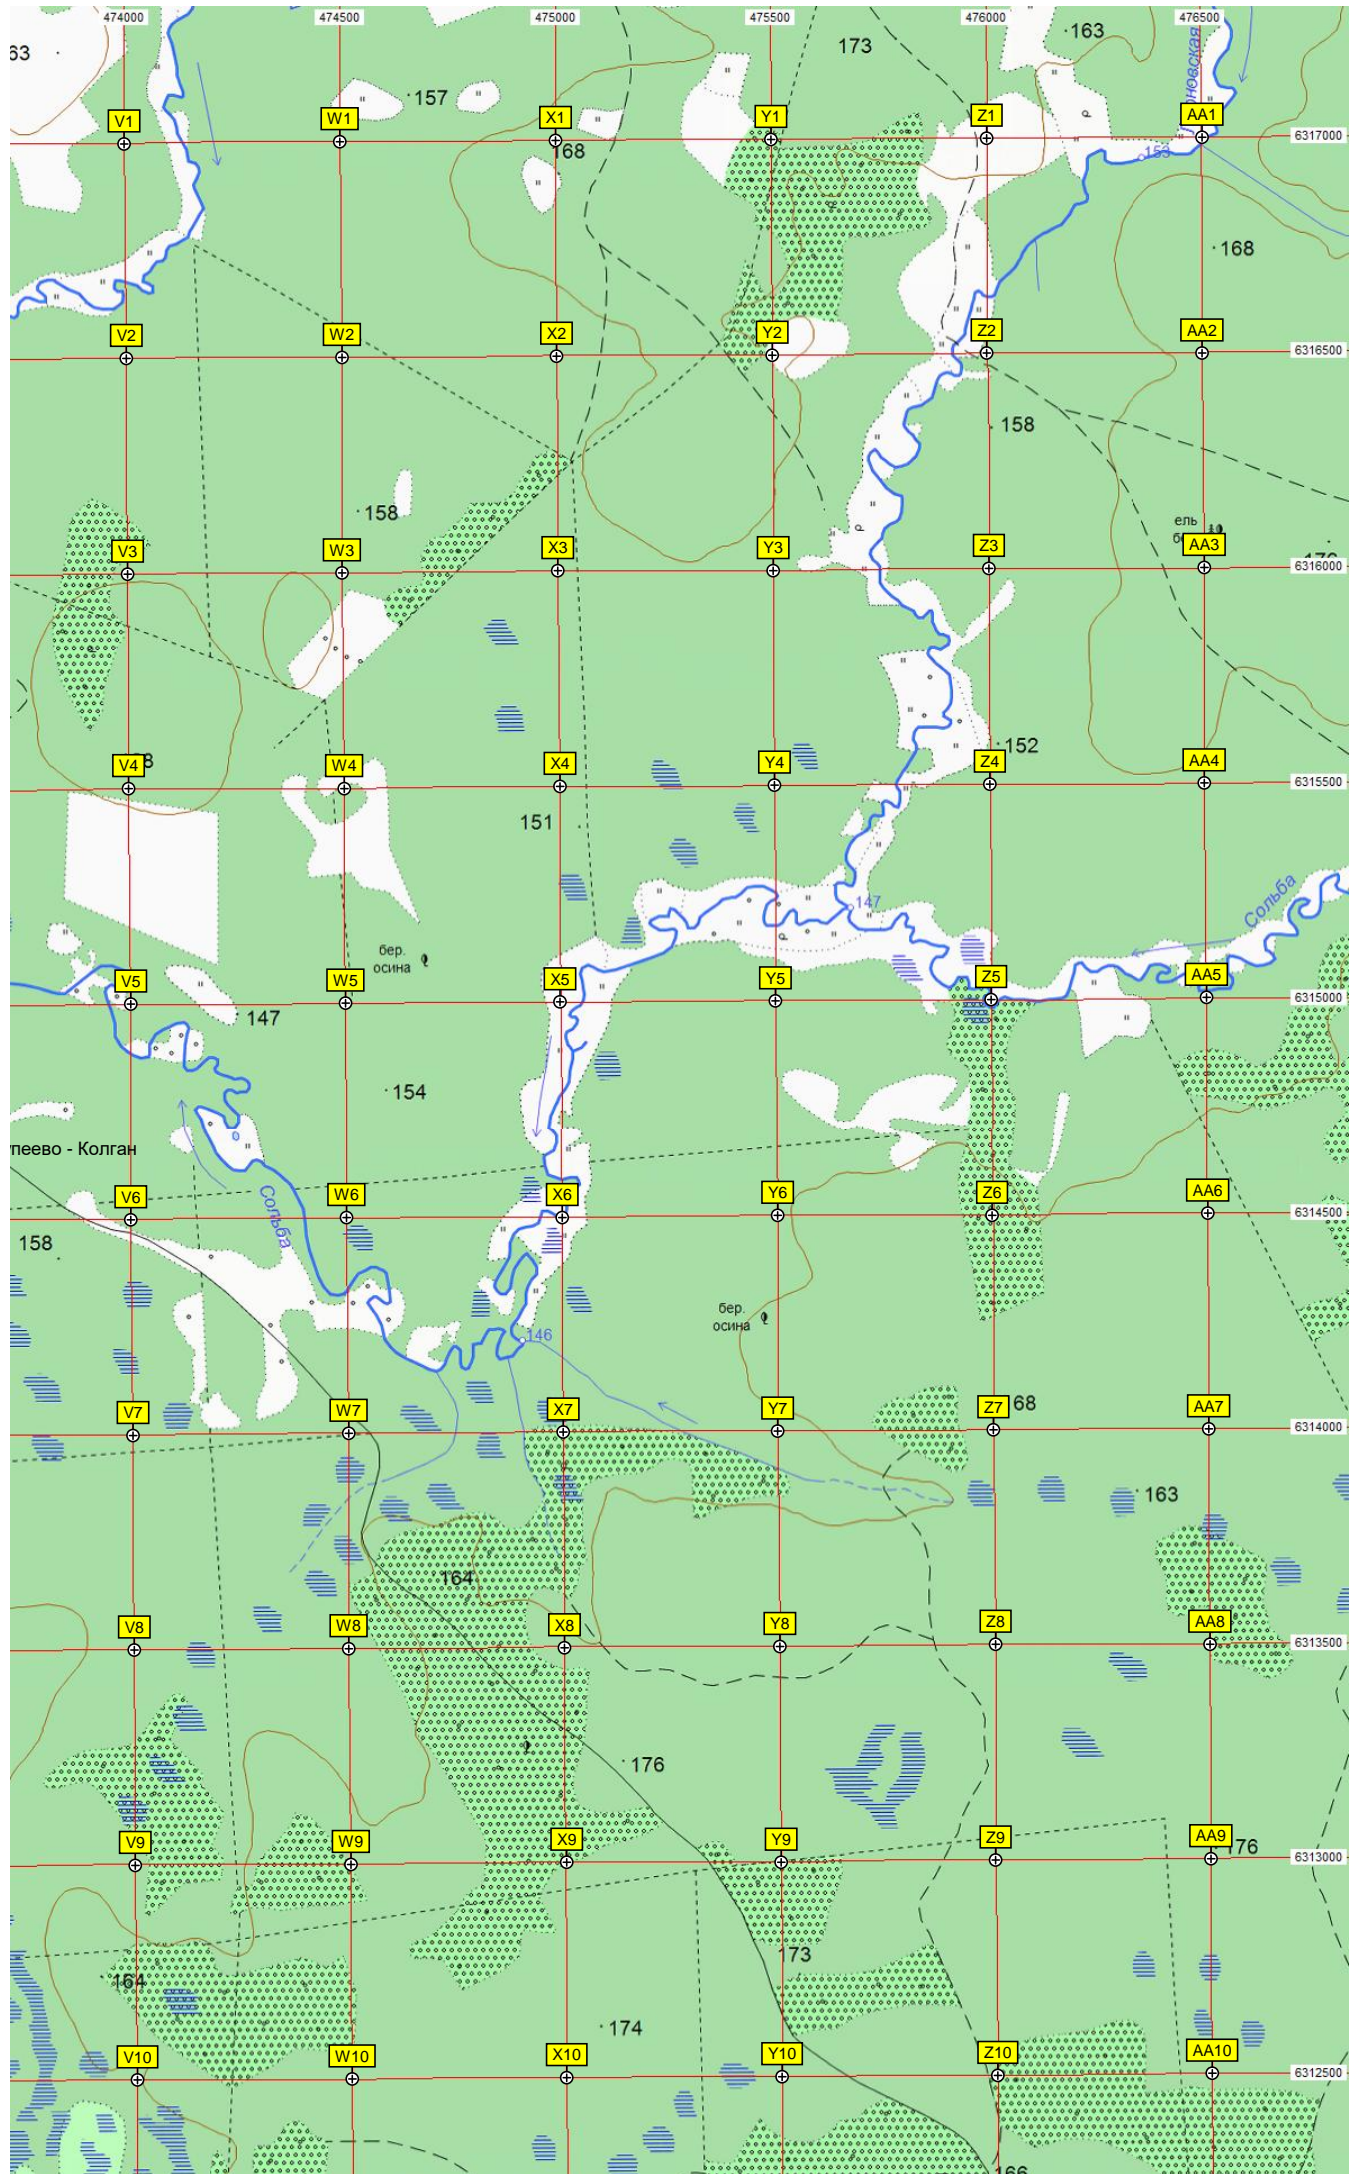 474000 474500 475000 475500 476000 476500
63 157 173 163
V1 W1 X1 Y1 Z1 AA1 6317000
68 153
168
V2 W2 X2 Y2 Z2 AA2 6316500
158
158
ель
V3 W3 X3 Y3 Z3 AA3 6316000
152
V4 W4 X4 Y4 Z4 AA4 6315500
151
147 Сольба
бер.
осина
V5 W5 X5 Y5 Z5 AA5 6315000
147
154
пеево - Колган
V6 W6 X6 Y6 Z6 AA6 6314500
Сольба
158
бер.
осина
146
V7 W7 X7 Y7 Z7 68 AA7 6314000
163
164
V8 W8 X8 Y8 Z8 AA8 6313500
176
V9 W9 X9 Y9 Z9 AA9 76 6313000
173
164
174
V10 W10 X10 Y10 Z10 AA10 6312500
166